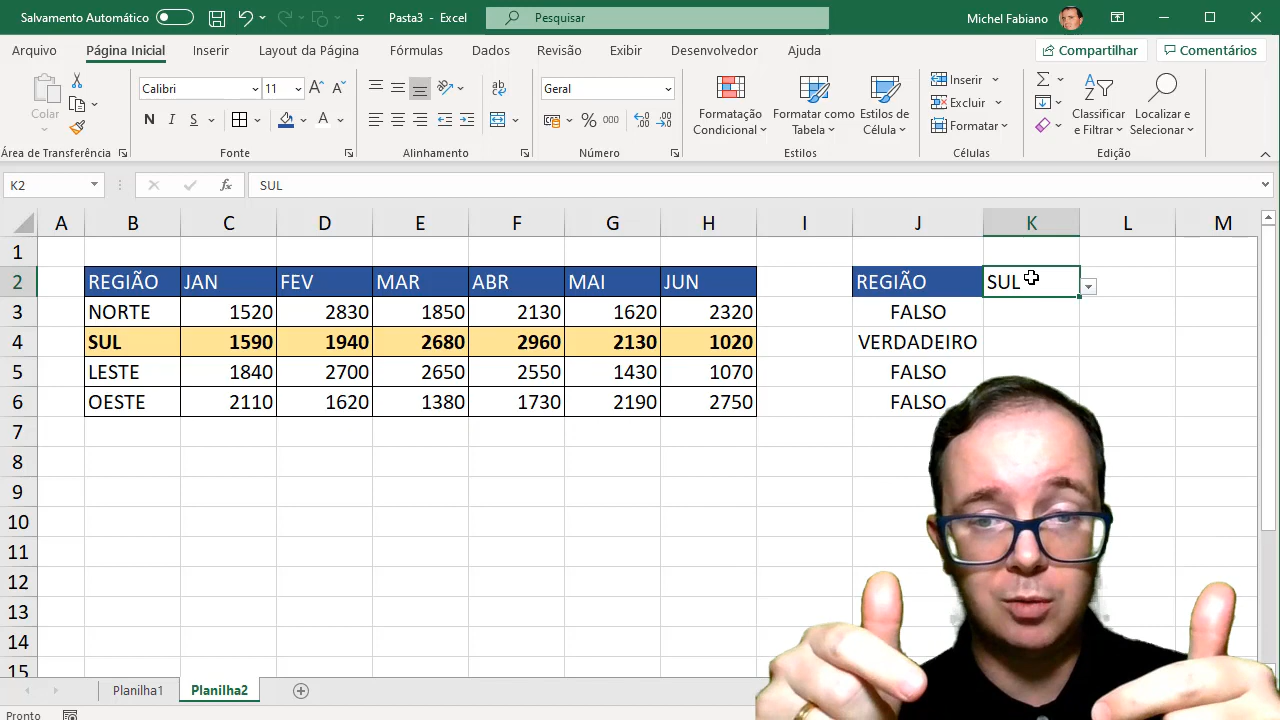 Salvamento Automático
Pasta3 - Excel
Pesquisar
Michel Fabiano
Arquivo
Página Inicial
Inserir
Layout da Página
Fórmulas
Dados
Revisão
Exibir
Desenvolvedor
Ajuda
Compartilhar
Comentários
Colar
Calibri
11
N I S
Geral
% 000
Formatação Condicional
Formatar como Tabela
Estilos de Célula
Inserir
Excluir
Formatar
Classificar e Filtrar
Localizar e Selecionar
Área de Transferência
Fonte
Alinhamento
Número
Estilos
Células
Edição
K2
fx
SUL
A B C D E F G H I J K L M
1
2 REGIÃO JAN FEV MAR ABR MAI JUN REGIÃO SUL
3 NORTE 1520 2830 1850 2130 1620 2320 FALSO
4 SUL 1590 1940 2680 2960 2130 1020 VERDADEIRO
5 LESTE 1840 2700 2650 2550 1430 1070 FALSO
6 OESTE 2110 1620 1380 1730 2190 2750 FALSO
7
8
9
10
11
12
13
14
15
Planilha1
Planilha2
Pronto